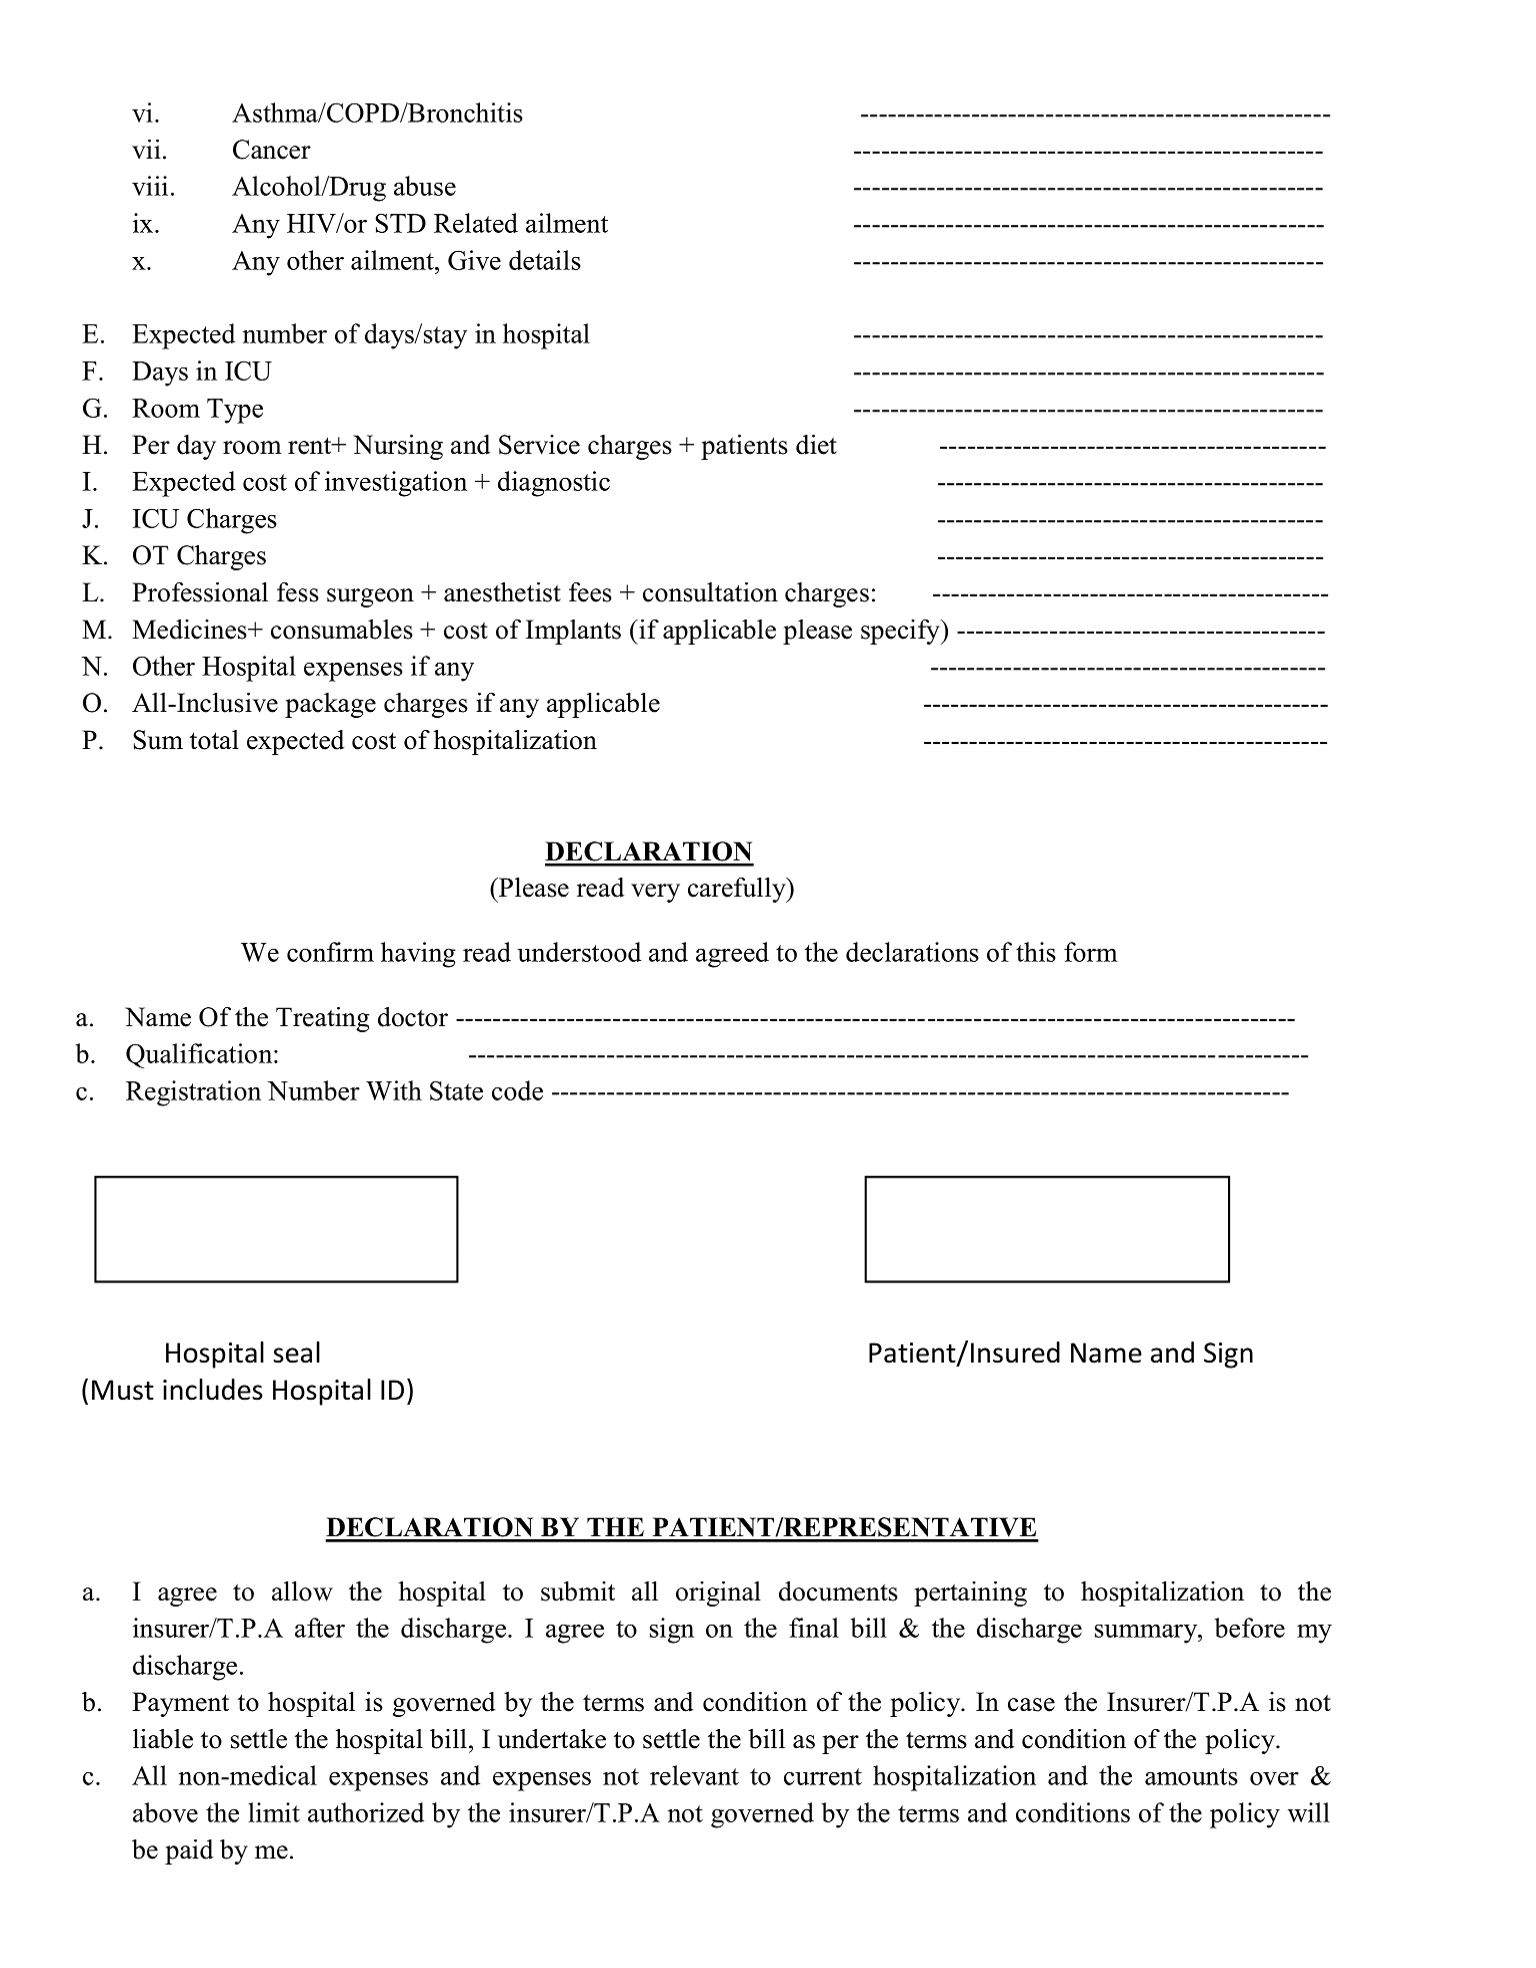 vi. Asthma/COPD/Bronchitis ---------------------------------------------------
vii. Cancer ---------------------------------------------------
viii. Alcohol/Drug abuse ---------------------------------------------------
ix. Any HIV/or STD Related ailment ---------------------------------------------------
x. Any other ailment, Give details ---------------------------------------------------
E. Expected number of days/stay in hospital ---------------------------------------------------
F. Days in ICU ---------------------------------------------------
G. Room Type ---------------------------------------------------
H. Per day room rent+ Nursing and Service charges + patients diet ------------------------------------------
I. Expected cost of investigation + diagnostic ------------------------------------------
J. ICU Charges ------------------------------------------
K. OT Charges ------------------------------------------
L. Professional fess surgeon + anesthetist fees + consultation charges: -------------------------------------------
M. Medicines+ consumables + cost of Implants (if applicable please specify) ----------------------------------------
N. Other Hospital expenses if any -------------------------------------------
O. All-Inclusive package charges if any applicable --------------------------------------------
P. Sum total expected cost of hospitalization --------------------------------------------
DECLARATION
(Please read very carefully)
We confirm having read understood and agreed to the declarations of this form
a. Name Of the Treating doctor -------------------------------------------------------------------------------------------
b. Qualification: -------------------------------------------------------------------------------------------
c. Registration Number With State code --------------------------------------------------------------------------------
Hospital seal Patient/Insured Name and Sign
(Must includes Hospital ID)
DECLARATION BY THE PATIENT/REPRESENTATIVE
a. I agree to allow the hospital to submit all original documents pertaining to hospitalization to the
insurer/T.P.A after the discharge. I agree to sign on the final bill & the discharge summary, before my
discharge.
b. Payment to hospital is governed by the terms and condition of the policy. In case the Insurer/T.P.A is not
liable to settle the hospital bill, I undertake to settle the bill as per the terms and condition of the policy.
c. All non-medical expenses and expenses not relevant to current hospitalization and the amounts over &
above the limit authorized by the insurer/T.P.A not governed by the terms and conditions of the policy will
be paid by me.